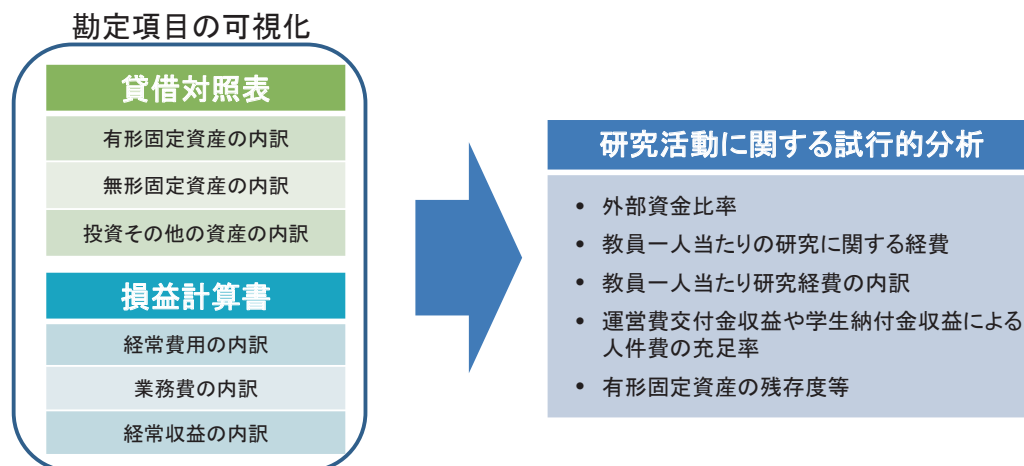 勘定項目の可視化
貸借対照表
有形固定資産の内訳
無形固定資産の内訳
投資その他の資産の内訳
損益計算書
経常費用の内訳
業務費の内訳
経常収益の内訳
研究活動に関する試行的分析
• 外部資金比率
• 教員一人当たりの研究に関する経費
• 教員一人当たり研究経費の内訳
• 運営費交付金収益や学生納付金収益による
人件費の充足率
• 有形固定資産の残存度等